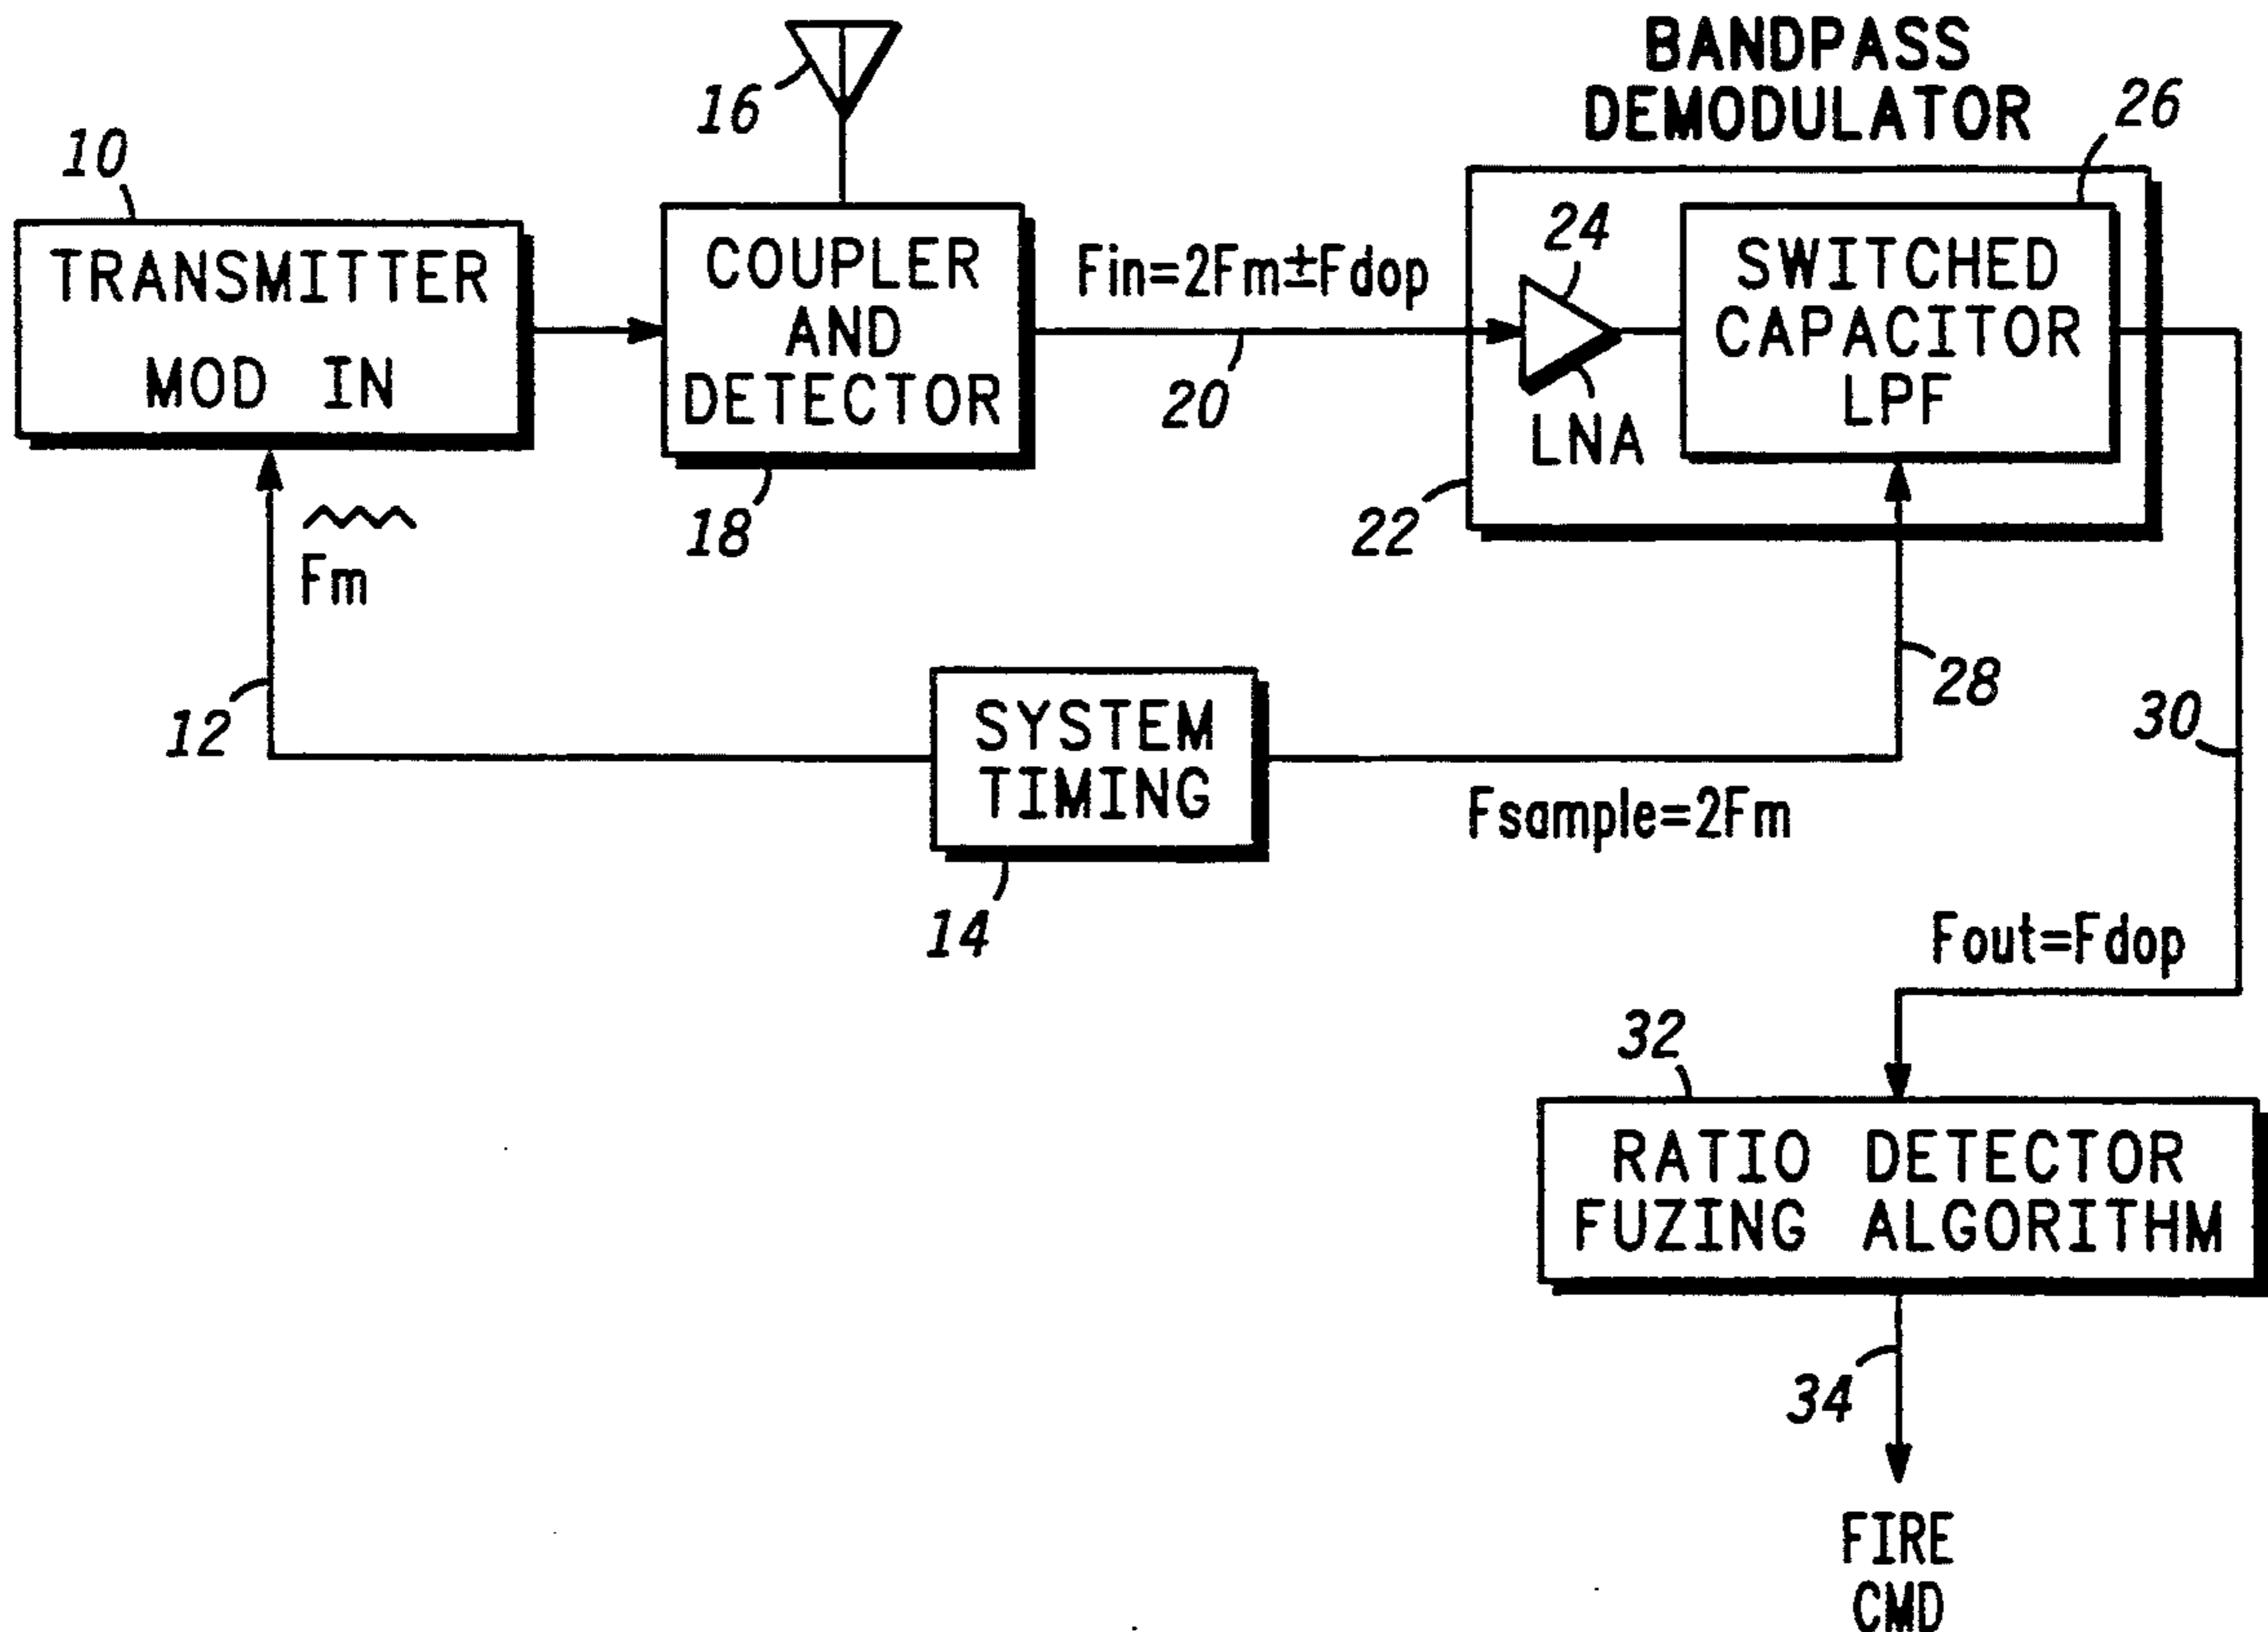 BANDPASS
DEMODULATOR
10
16
26
TRANSMITTER
MOD IN
COUPLER
AND
DETECTOR
Fin=2Fm±Fdop
24
SWITCHED
CAPACITOR
LPF
LNA
20
18
22
Fm
12
SYSTEM
TIMING
28
30
Fsample=2Fm
14
Fout=Fdop
32
RATIO DETECTOR
FUZING ALGORITHM
34
FIRE
CMD